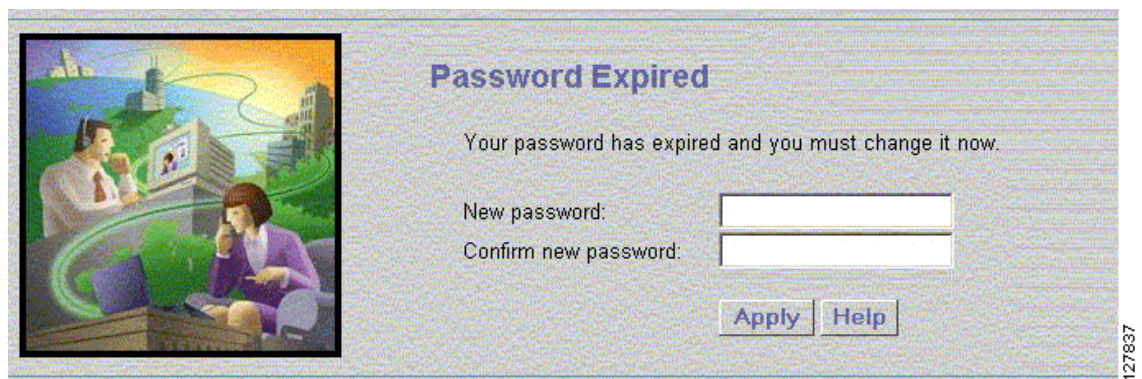 Password Expired
Your password has expired and you must change it now.
New password:
Confirm new password:
Apply Help
127837